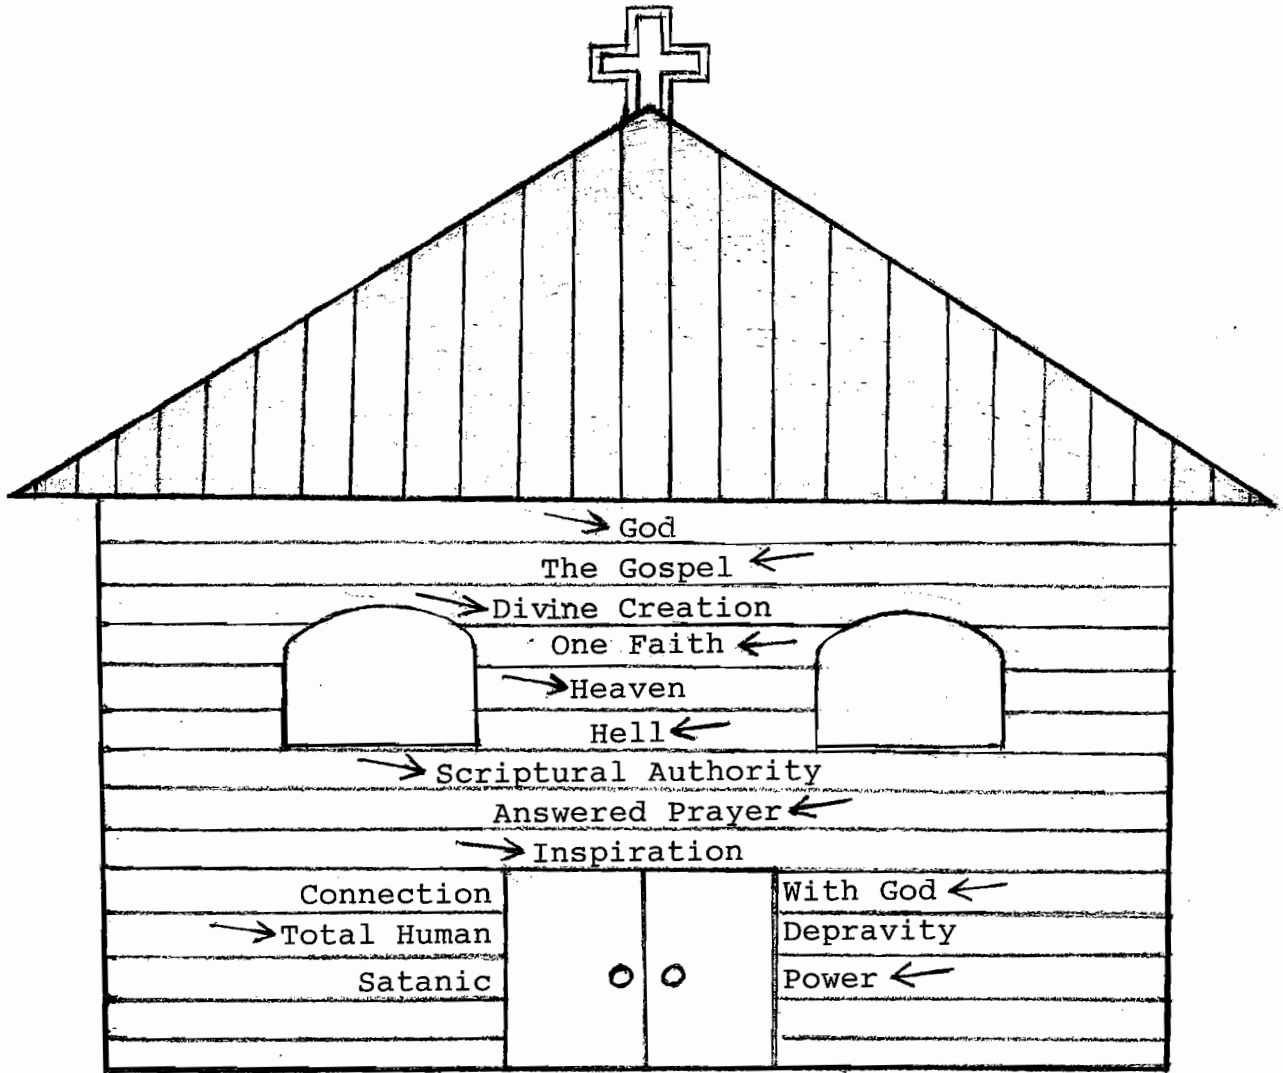 God
The Gospel
Divine Creation
One Faith
Heaven
Hell
Scriptural Authority
Answered Prayer
Inspiration
Connection With God
Total Human Depravity
Satanic Power